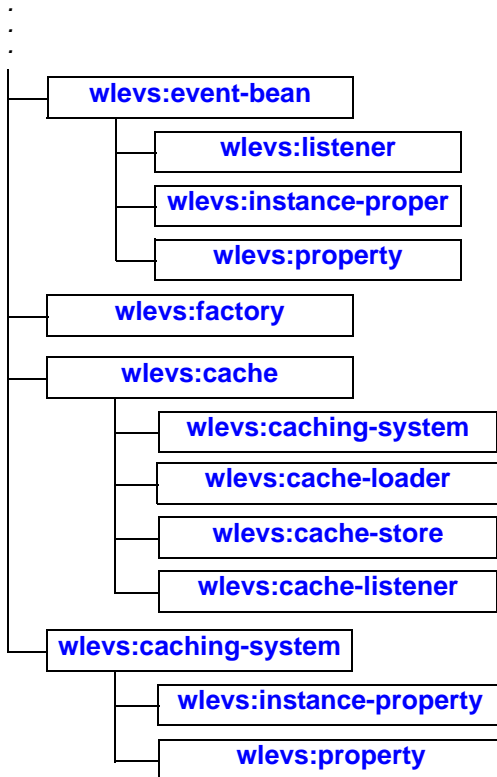 .
.
.
wlevs:event-bean
wlevs:listener
wlevs:instance-proper
wlevs:property
wlevs:factory
wlevs:cache
wlevs:caching-system
wlevs:cache-loader
wlevs:cache-store
wlevs:cache-listener
wlevs:caching-system
wlevs:instance-property
wlevs:property